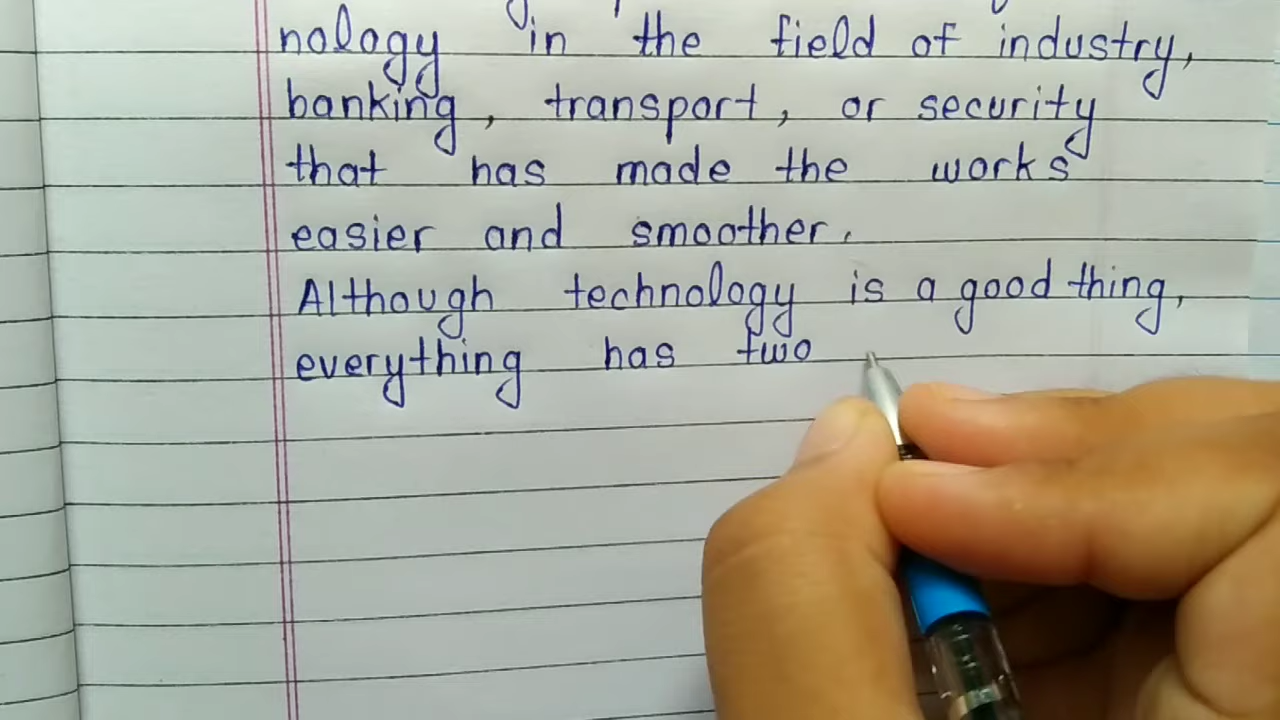 nology in the field of industry,
banking, transport, or security
that has made the works
easier and smoother.
Although technology is a good thing,
everything has two